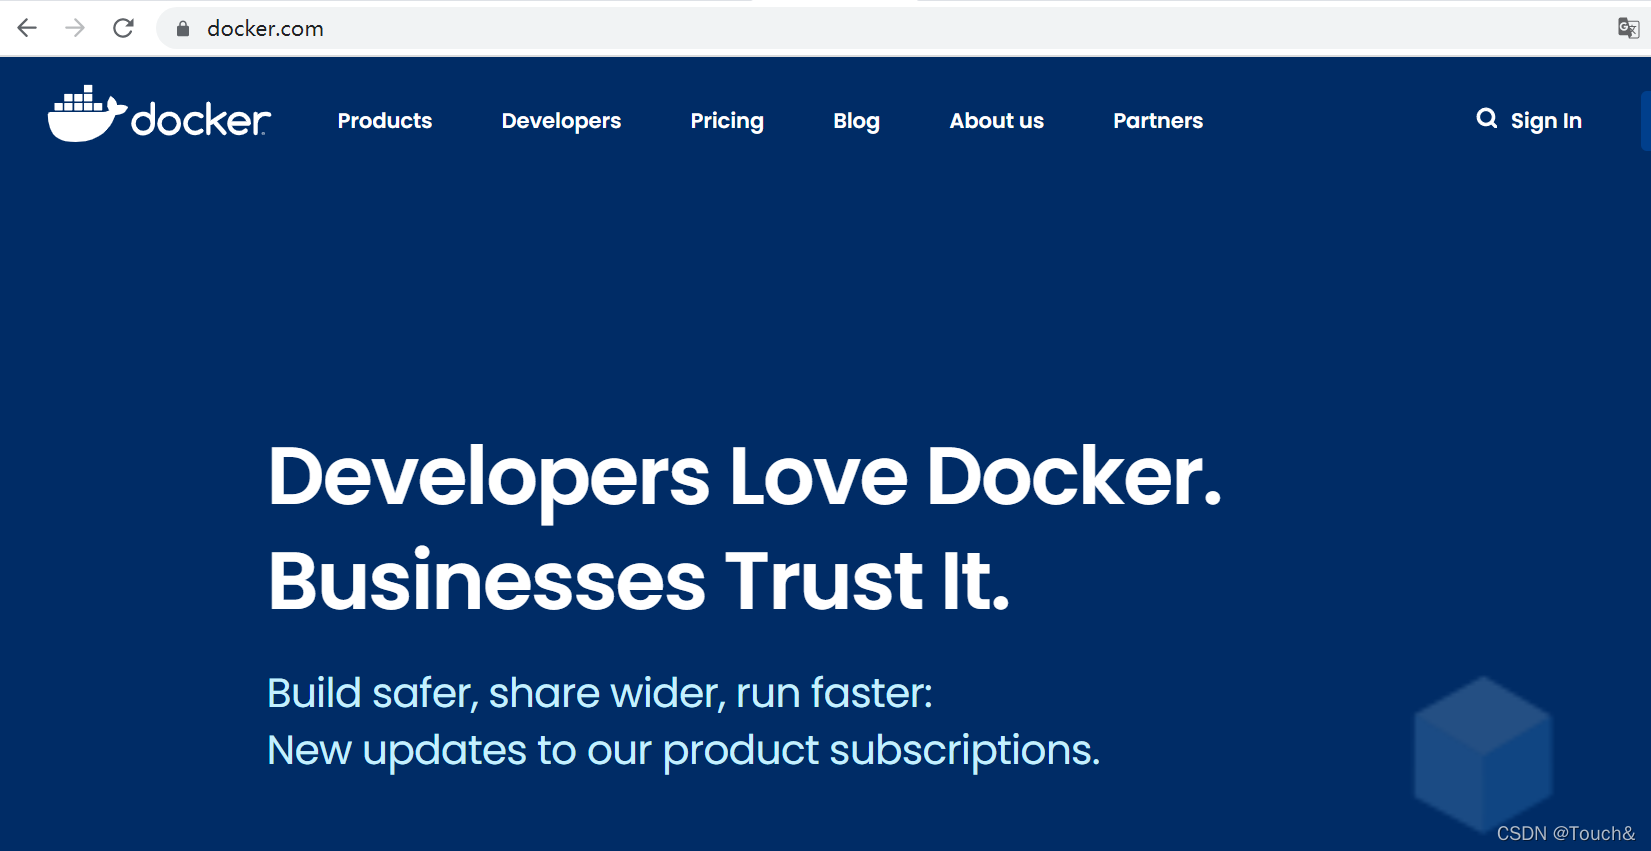 docker.com
docker
Products Developers Pricing Blog About us Partners Sign In
Developers Love Docker.
Businesses Trust It.
Build safer, share wider, run faster:
New updates to our product subscriptions.
CSDN @Touch&